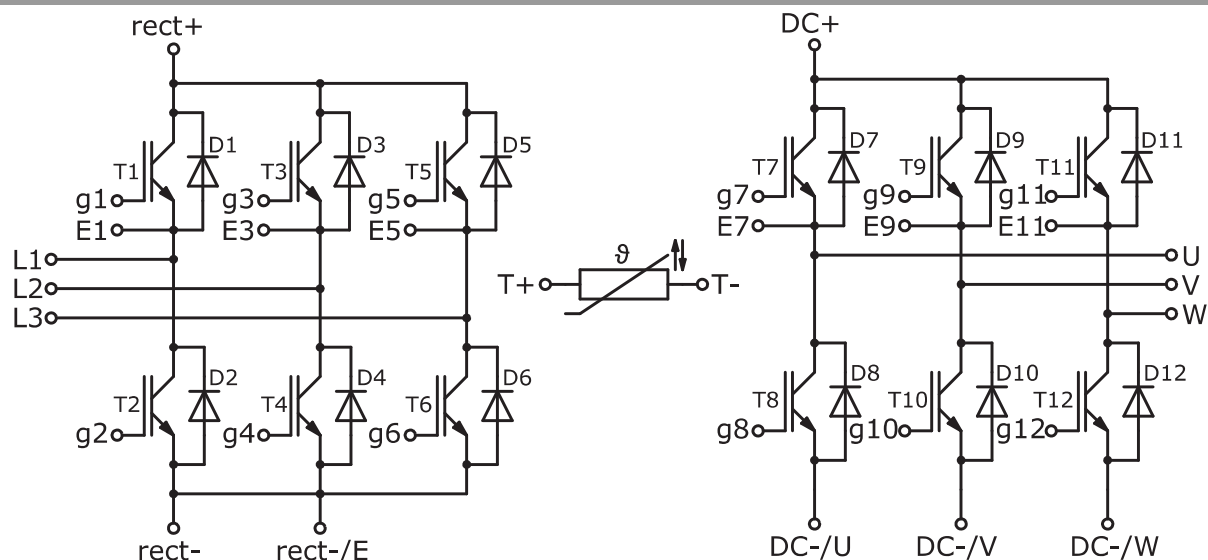 rect+ DC+
T1 D1 T3 D3 T5 D5 T7 D7 T9 D9 T11 D11
g1 g3 g5 g7 g9 g11
E1 E3 E5 E7 E9 E11
L1 ϑ U
L2 T+ T- V
L3 W
T2 D2 T4 D4 T6 D6 T8 D8 T10 D10 T12 D12
g2 g4 g6 g8 g10 g12
rect- rect-/E DC-/U DC-/V DC-/W